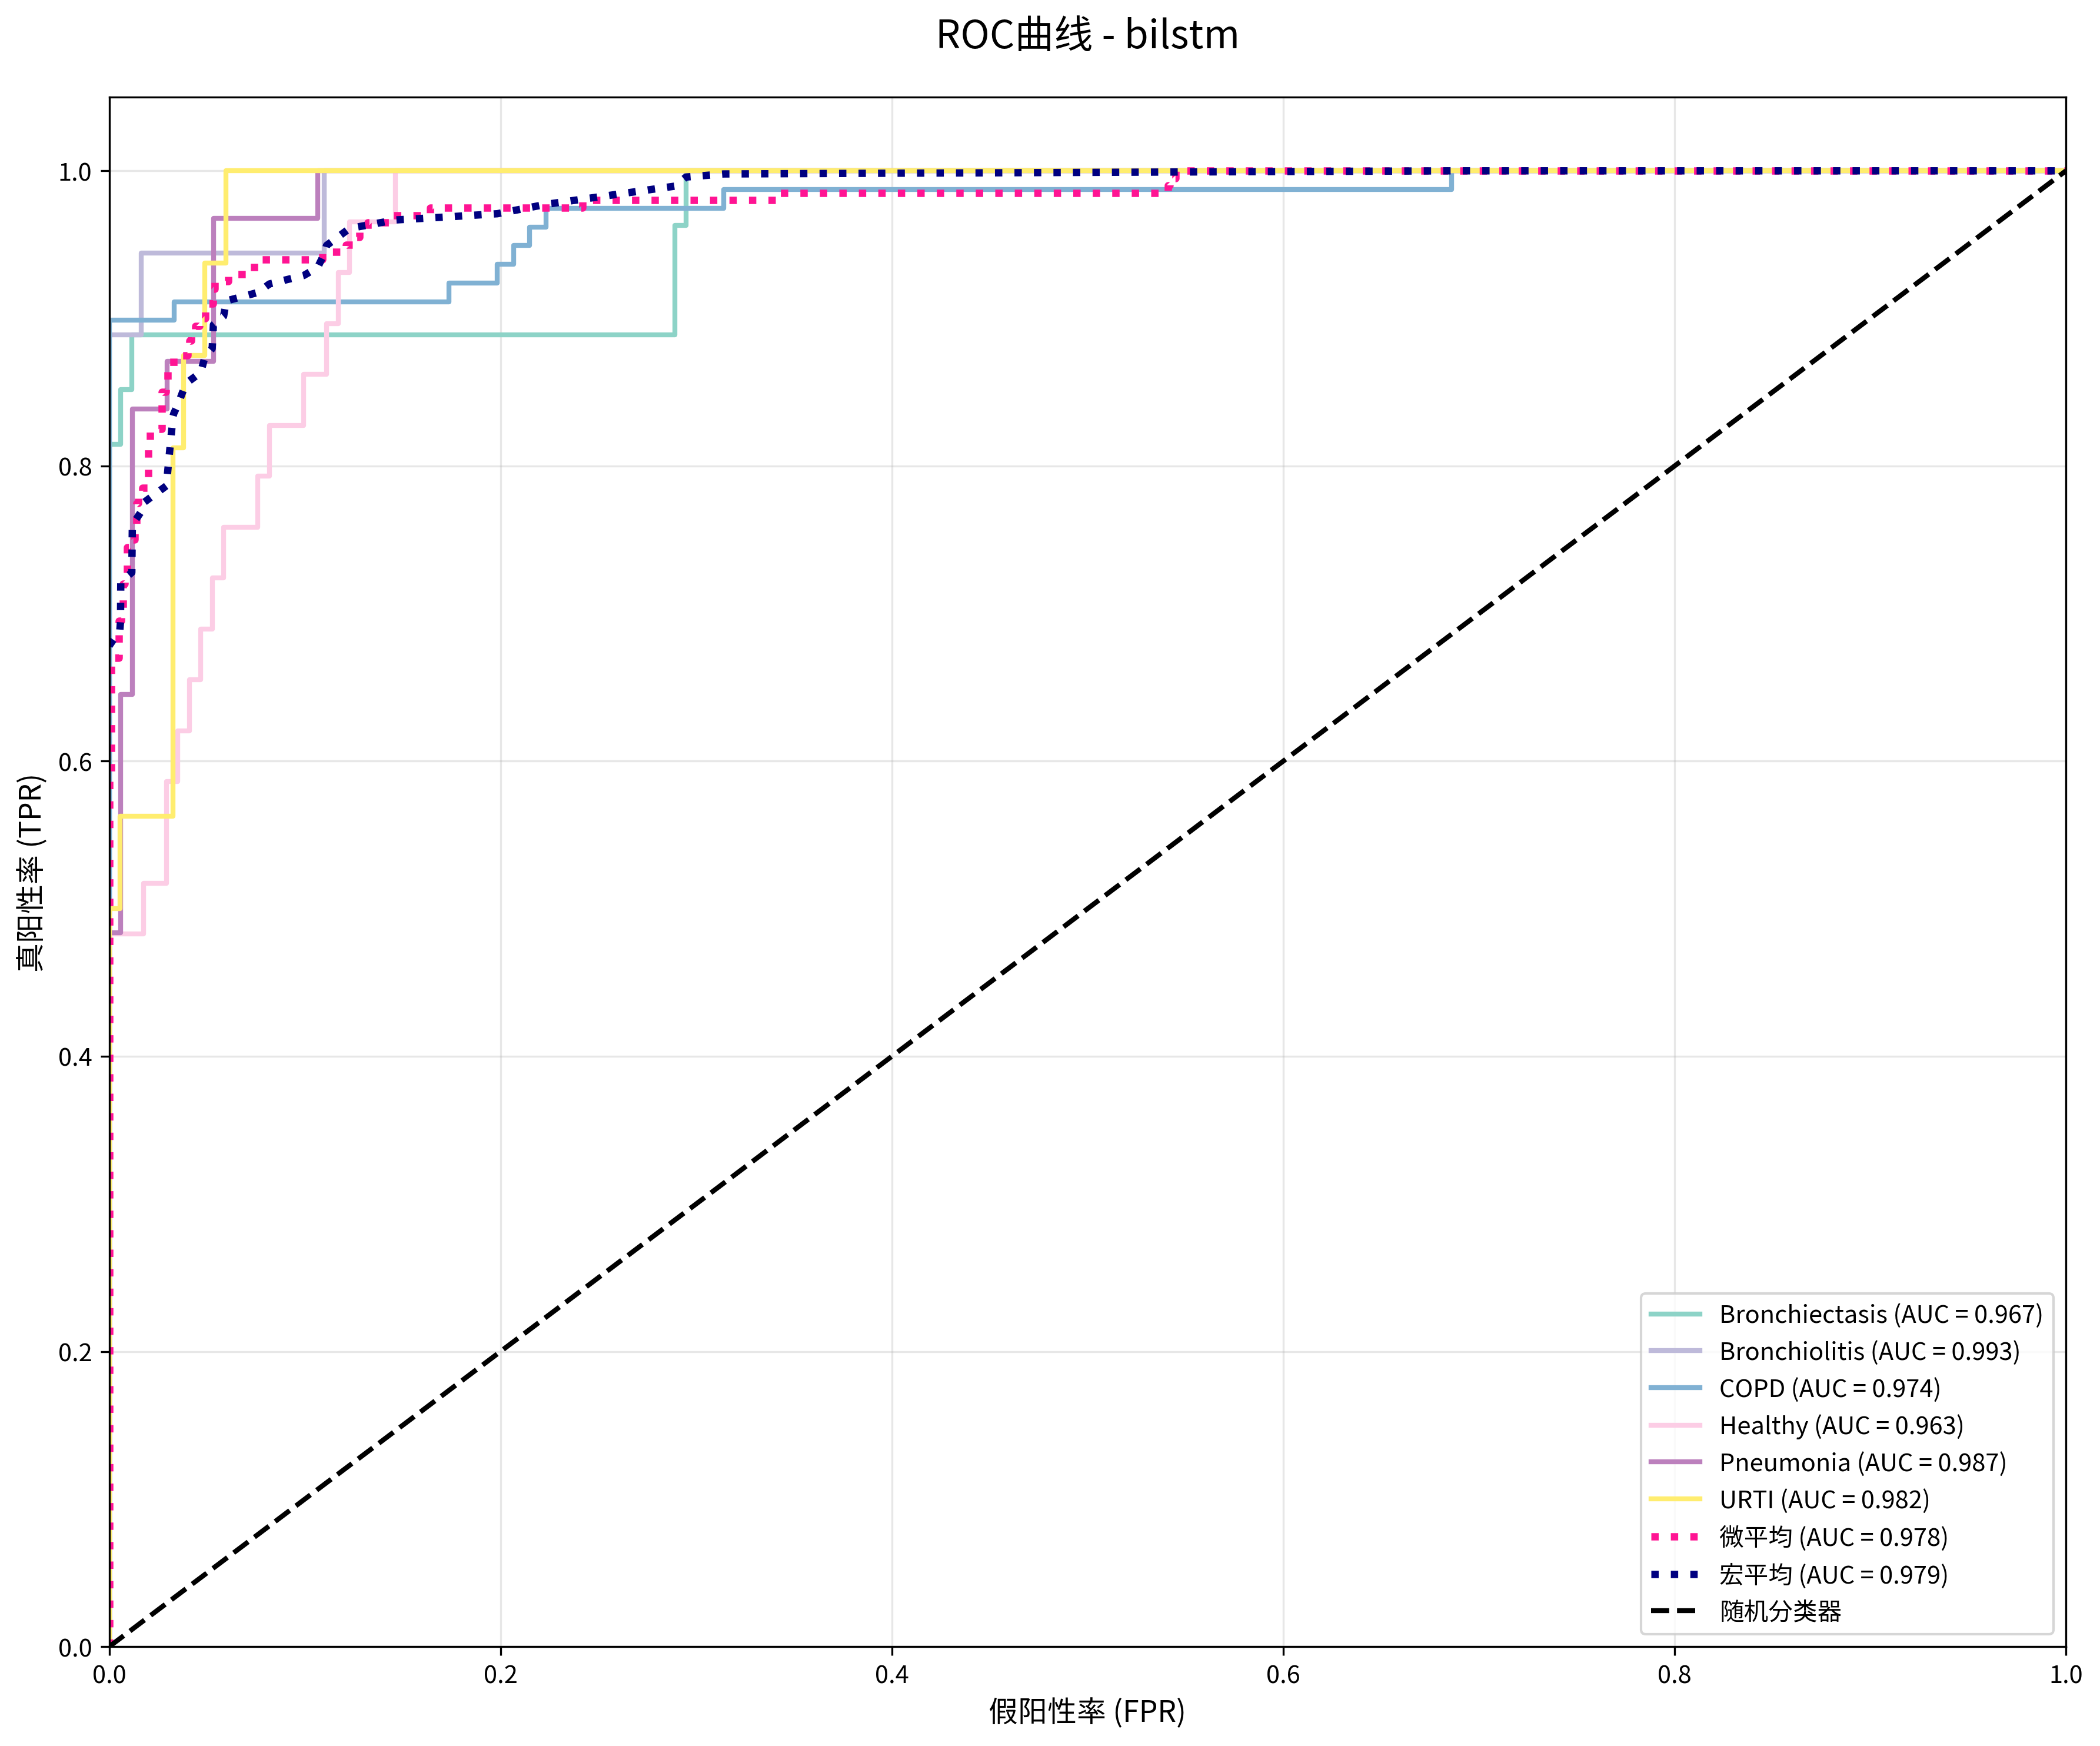 ROC曲线 - bilstm
真阳性率 (TPR)
1.0
0.8
0.6
0.4
0.2
0.0
0.0 0.2 0.4 0.6 0.8 1.0
假阳性率 (FPR)
Bronchiectasis (AUC = 0.967)
Bronchiolitis (AUC = 0.993)
COPD (AUC = 0.974)
Healthy (AUC = 0.963)
Pneumonia (AUC = 0.987)
URTI (AUC = 0.982)
微平均 (AUC = 0.978)
宏平均 (AUC = 0.979)
随机分类器